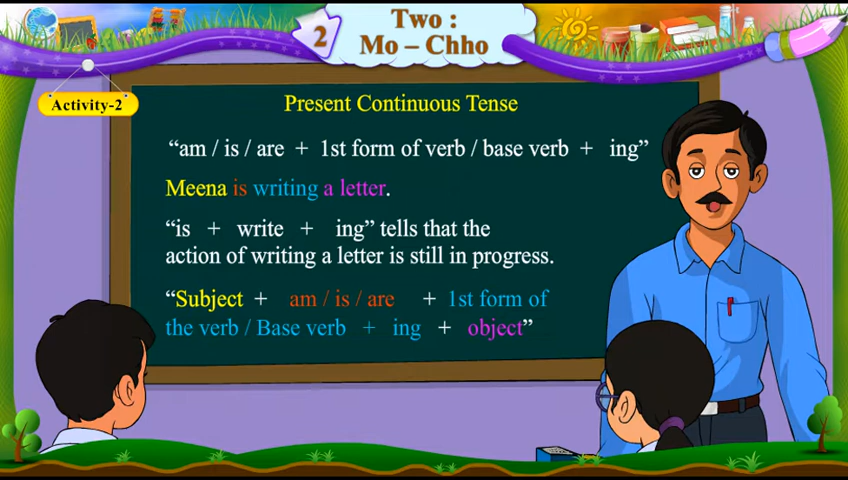 2
Two :
Mo – Chho
Activity-2
Present Continuous Tense
“am / is / are + 1st form of verb / base verb + ing”
Meena is writing a letter.
“is + write + ing” tells that the
action of writing a letter is still in progress.
“Subject + am / is / are + 1st form of
the verb / Base verb + ing + object”